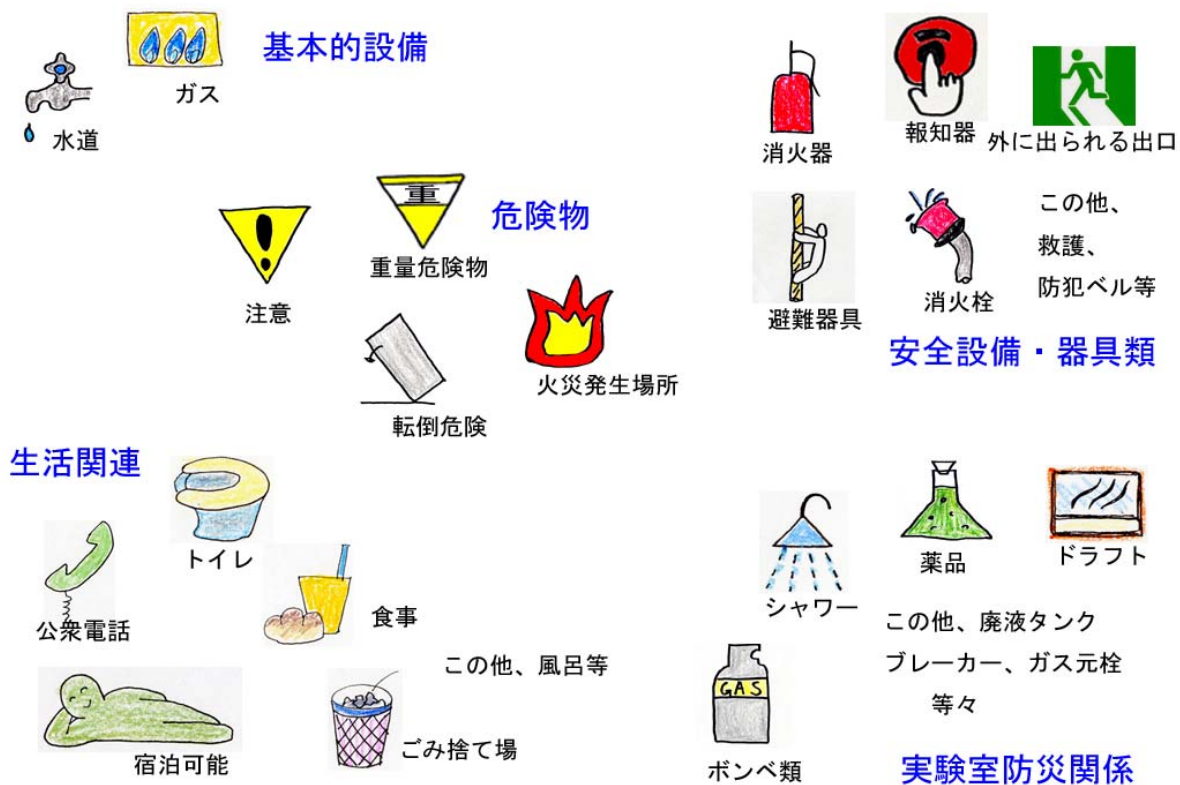 基本的設備
ガス
水道
危険物
重
重量危険物
注意
火災発生場所
転倒危険
消火器
報知器
外に出られる出口
避難器具
消火栓
この他、
救護、
防犯ベル等
安全設備・器具類
生活関連
トイレ
公衆電話
食事
この他、風呂等
宿泊可能
ごみ捨て場
シャワー
薬品
ドラフト
この他、廃液タンク
ブレーカー、ガス元栓
等々
GAS
ボンベ類
実験室防災関係